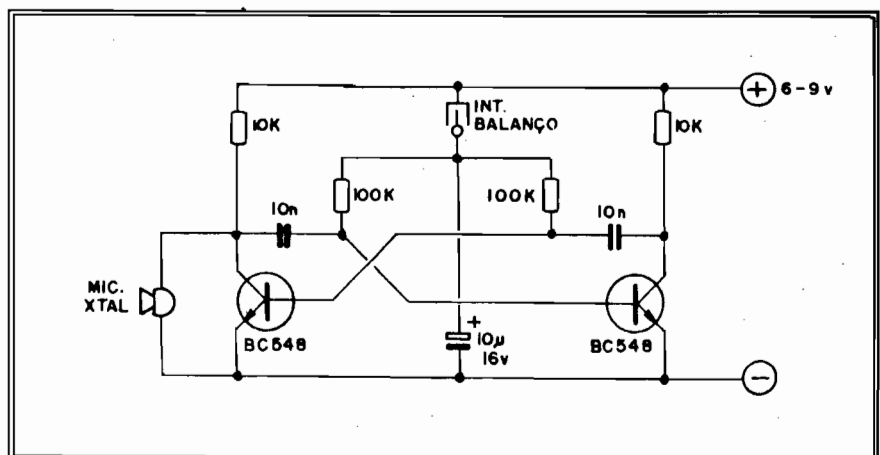 INT.
BALANÇO
+ 6-9v
10K
10K
100K
100K
10n
10n
MIC.
XTAL
BC548
+
10µ
16v
BC548
−